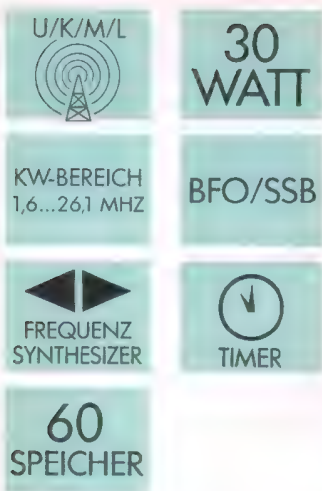 U/K/M/L
30
WATT
KW-BEREICH
1,6...26,1 MHZ
BFO/SSB
FREQUENZ
SYNTHESIZER
TIMER
60
SPEICHER